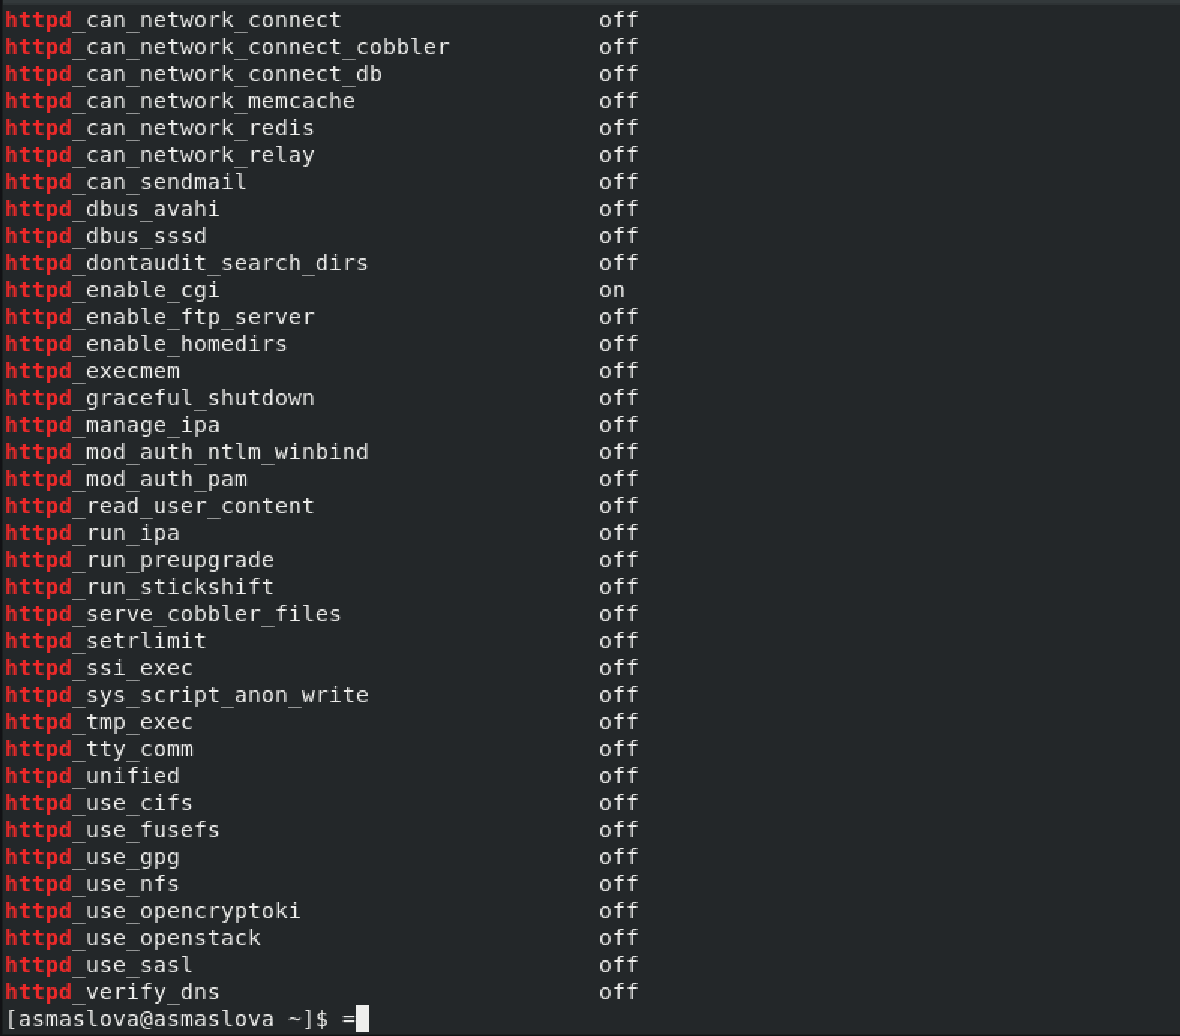 httpd_can_network_connect off
httpd_can_network_connect_cobbler off
httpd_can_network_connect_db off
httpd_can_network_memcache off
httpd_can_network_redis off
httpd_can_network_relay off
httpd_can_sendmail off
httpd_dbus_avahi off
httpd_dbus_sssd off
httpd_dontaudit_search_dirs off
httpd_enable_cgi on
httpd_enable_ftp_server off
httpd_enable_homedirs off
httpd_execmem off
httpd_graceful_shutdown off
httpd_manage_ipa off
httpd_mod_auth_ntlm_winbind off
httpd_mod_auth_pam off
httpd_read_user_content off
httpd_run_ipa off
httpd_run_preupgrade off
httpd_run_stickshift off
httpd_serve_cobbler_files off
httpd_setrlimit off
httpd_ssi_exec off
httpd_sys_script_anon_write off
httpd_tmp_exec off
httpd_tty_comm off
httpd_unified off
httpd_use_cifs off
httpd_use_fusefs off
httpd_use_gpg off
httpd_use_nfs off
httpd_use_opencryptoki off
httpd_use_openstack off
httpd_use_sasl off
httpd_verify_dns off
[asmaslova@asmaslova ~]$ =